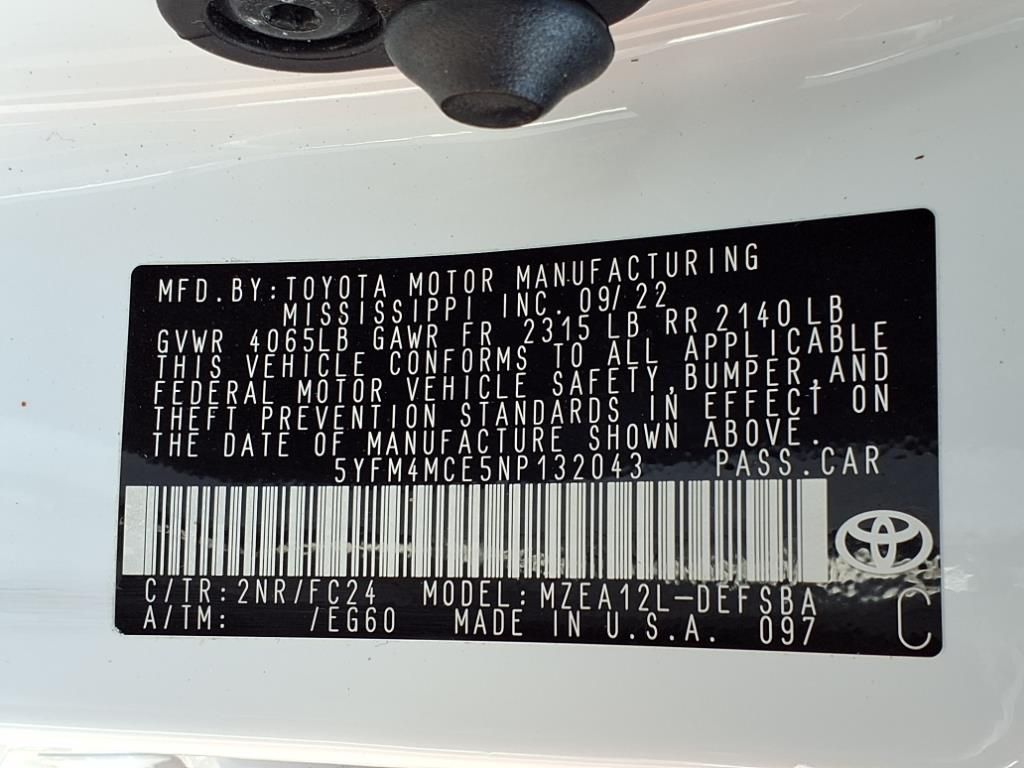 MFD.BY:TOYOTA MOTOR MANUFACTURING
MISSISSIPPI INC. 09/22
GVWR 4065LB GAWR FR 2315 LB RR 2140 LB
THIS VEHICLE CONFORMS TO ALL APPLICABLE
FEDERAL MOTOR VEHICLE SAFETY,BUMPER,AND
THEFT PREVENTION STANDARDS IN EFFECT ON
THE DATE OF MANUFACTURE SHOWN ABOVE.
5YFM4MCE5NP132043 PASS.CAR
C/TR:2NR/FC24 MODEL:MZEA12L-DEFSBA
A/TM: /EG60 MADE IN U.S.A. 097 C